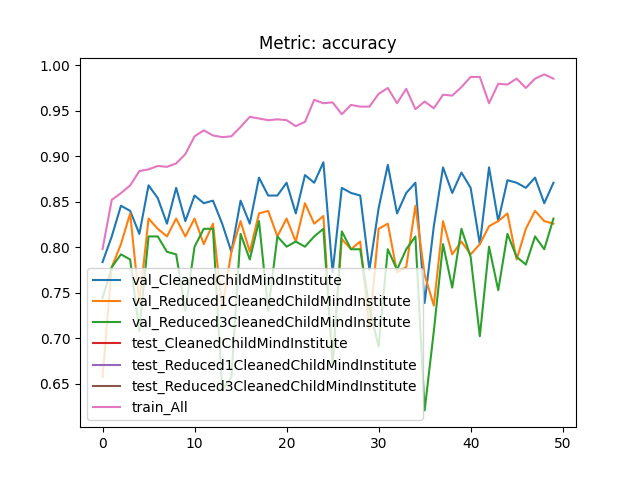 Metric: accuracy
1.00
0.95
0.90
0.85
0.80
0.75
0.70
0.65
val_CleanedChildMindInstitute
val_Reduced1CleanedChildMindInstitute
val_Reduced3CleanedChildMindInstitute
test_CleanedChildMindInstitute
test_Reduced1CleanedChildMindInstitute
test_Reduced3CleanedChildMindInstitute
train_All
0
10
20
30
40
50